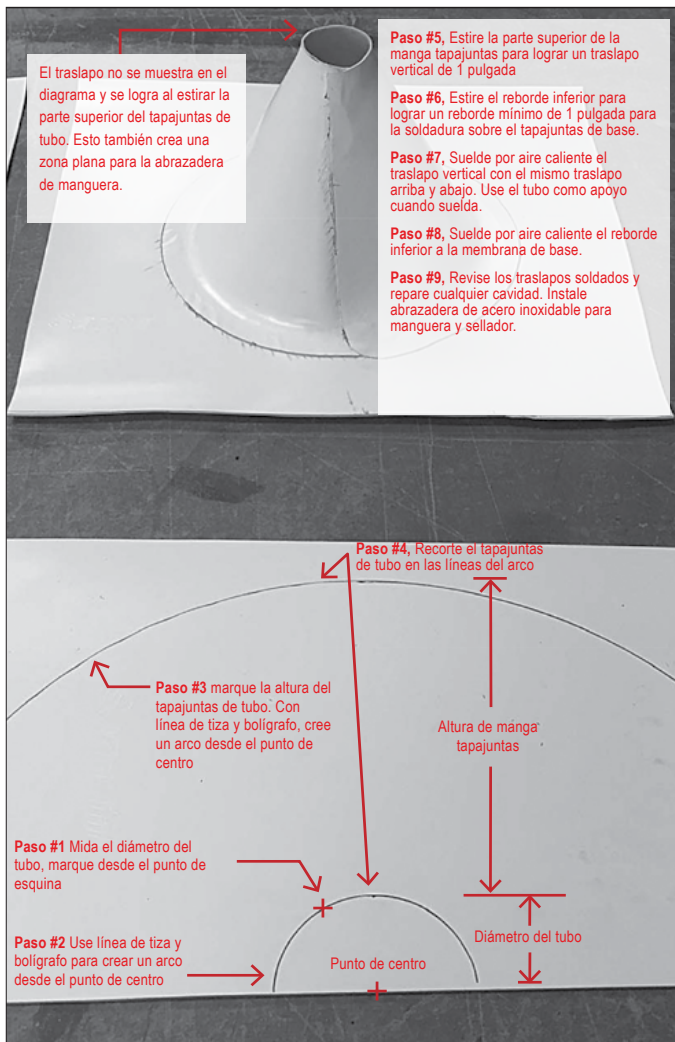 El traslapo no se muestra en el
diagrama y se logra al estirar la
parte superior del tapajuntas de
tubo. Esto también crea una
zona plana para la abrazadera
de manguera.
Paso #5, Estire la parte superior de la
manga tapajuntas para lograr un traslapo
vertical de 1 pulgada
Paso #6, Estire el reborde inferior para
lograr un reborde mínimo de 1 pulgada para
la soldadura sobre el tapajuntas de base.
Paso #7, Suelde por aire caliente el
traslapo vertical con el mismo traslapo
arriba y abajo. Use el tubo como apoyo
cuando suelda.
Paso #8, Suelde por aire caliente el reborde
inferior a la membrana de base.
Paso #9, Revise los traslapos soldados y
repare cualquier cavidad. Instale
abrazadera de acero inoxidable para
manguera y sellador.
Paso #4, Recorte el tapajuntas
de tubo en las líneas del arco
Paso #3 marque la altura del
tapajuntas de tubo. Con
línea de tiza y bolígrafo, cree
un arco desde el punto de
centro
Altura de manga
tapajuntas
Paso #1 Mida el diámetro del
tubo, marque desde el punto de
esquina
Paso #2 Use línea de tiza y
bolígrafo para crear un arco
desde el punto de centro
Punto de centro
Diámetro del tubo